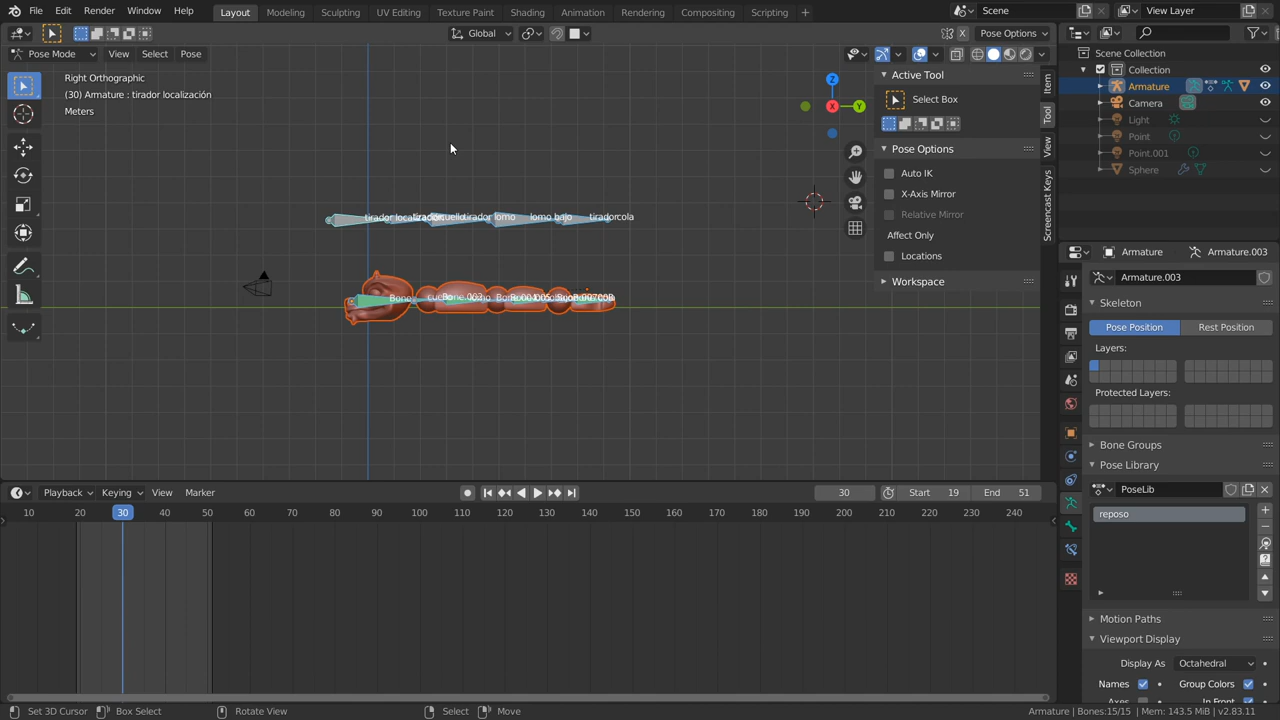 File Edit Render Window Help
Layout Modeling Sculpting UV Editing Texture Paint Shading Animation Rendering Compositing Scripting +
Scene
View Layer
Global
Pose Options
Pose Mode View Select Pose
Right Orthographic
(30) Armature : tirador localización
Meters
Z
X
Y
Active Tool
Select Box
Pose Options
Auto IK
X-Axis Mirror
Relative Mirror
Affect Only
Locations
Workspace
Item
Tool
View
Screencast Keys
tirador lomo lomo bajo tiradorcola
Bone
Scene Collection
Collection
Armature
Camera
Light
Point
Point.001
Sphere
Armature Armature.003
Armature.003
Skeleton
Pose Position Rest Position
Layers:
Protected Layers:
Bone Groups
Pose Library
PoseLib
reposo
Motion Paths
Viewport Display
Display As Octahedral
Names Group Colors
Axes In Front
Playback Keying View Marker
30 Start 19 End 51
10 20 30 40 50 60 70 80 90 100 110 120 130 140 150 160 170 180 190 200 210 220 230 240
Set 3D Cursor Box Select Rotate View Select Move
Armature | Bones:15/15 | Mem: 143.5 MiB | v2.83.11